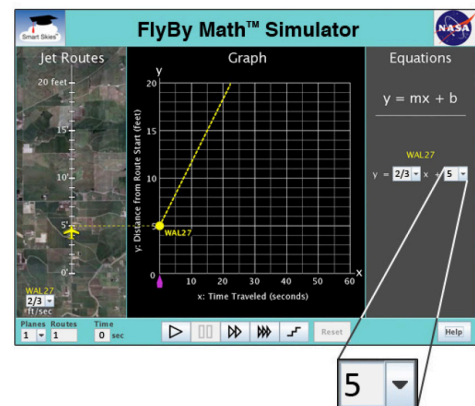 Smart Skies™
FlyBy Math™ Simulator
NASA
Jet Routes
20 feet
15'
10'
5'
0'
WAL27
2/3
ft/sec
Graph
y
20
15
10
5
0
WAL27
10 20 30 40 50 60
x
x: Time Traveled (seconds)
y: Distance from Route Start (feet)
Equations
y = mx + b
WAL27
y = 2/3 x + 5
Planes Routes Time
1 1 0 sec
Reset
Help
5